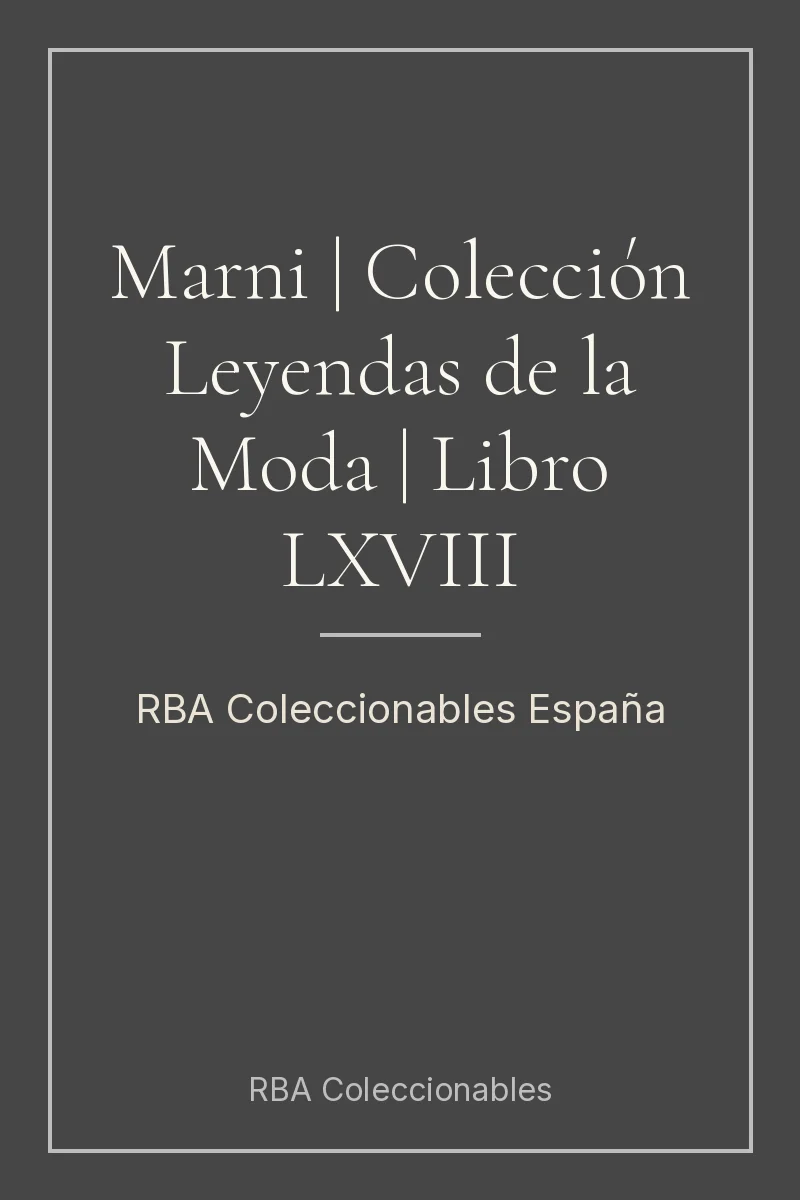 Marni | Colección
Leyendas de la
Moda | Libro
LXVIII
RBA Coleccionables España
RBA Coleccionables